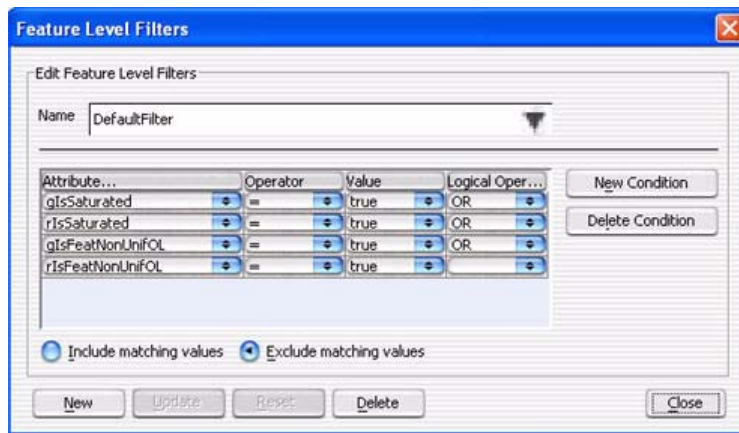 Feature Level Filters
Edit Feature Level Filters
Name DefaultFilter
Attribute... Operator Value Logical Oper... New Condition
gIsSaturated = true OR
rIsSaturated = true OR Delete Condition
gIsFeatNonUnifOL = true OR
rIsFeatNonUnifOL = true
Include matching values Exclude matching values
New Update Reset Delete Close